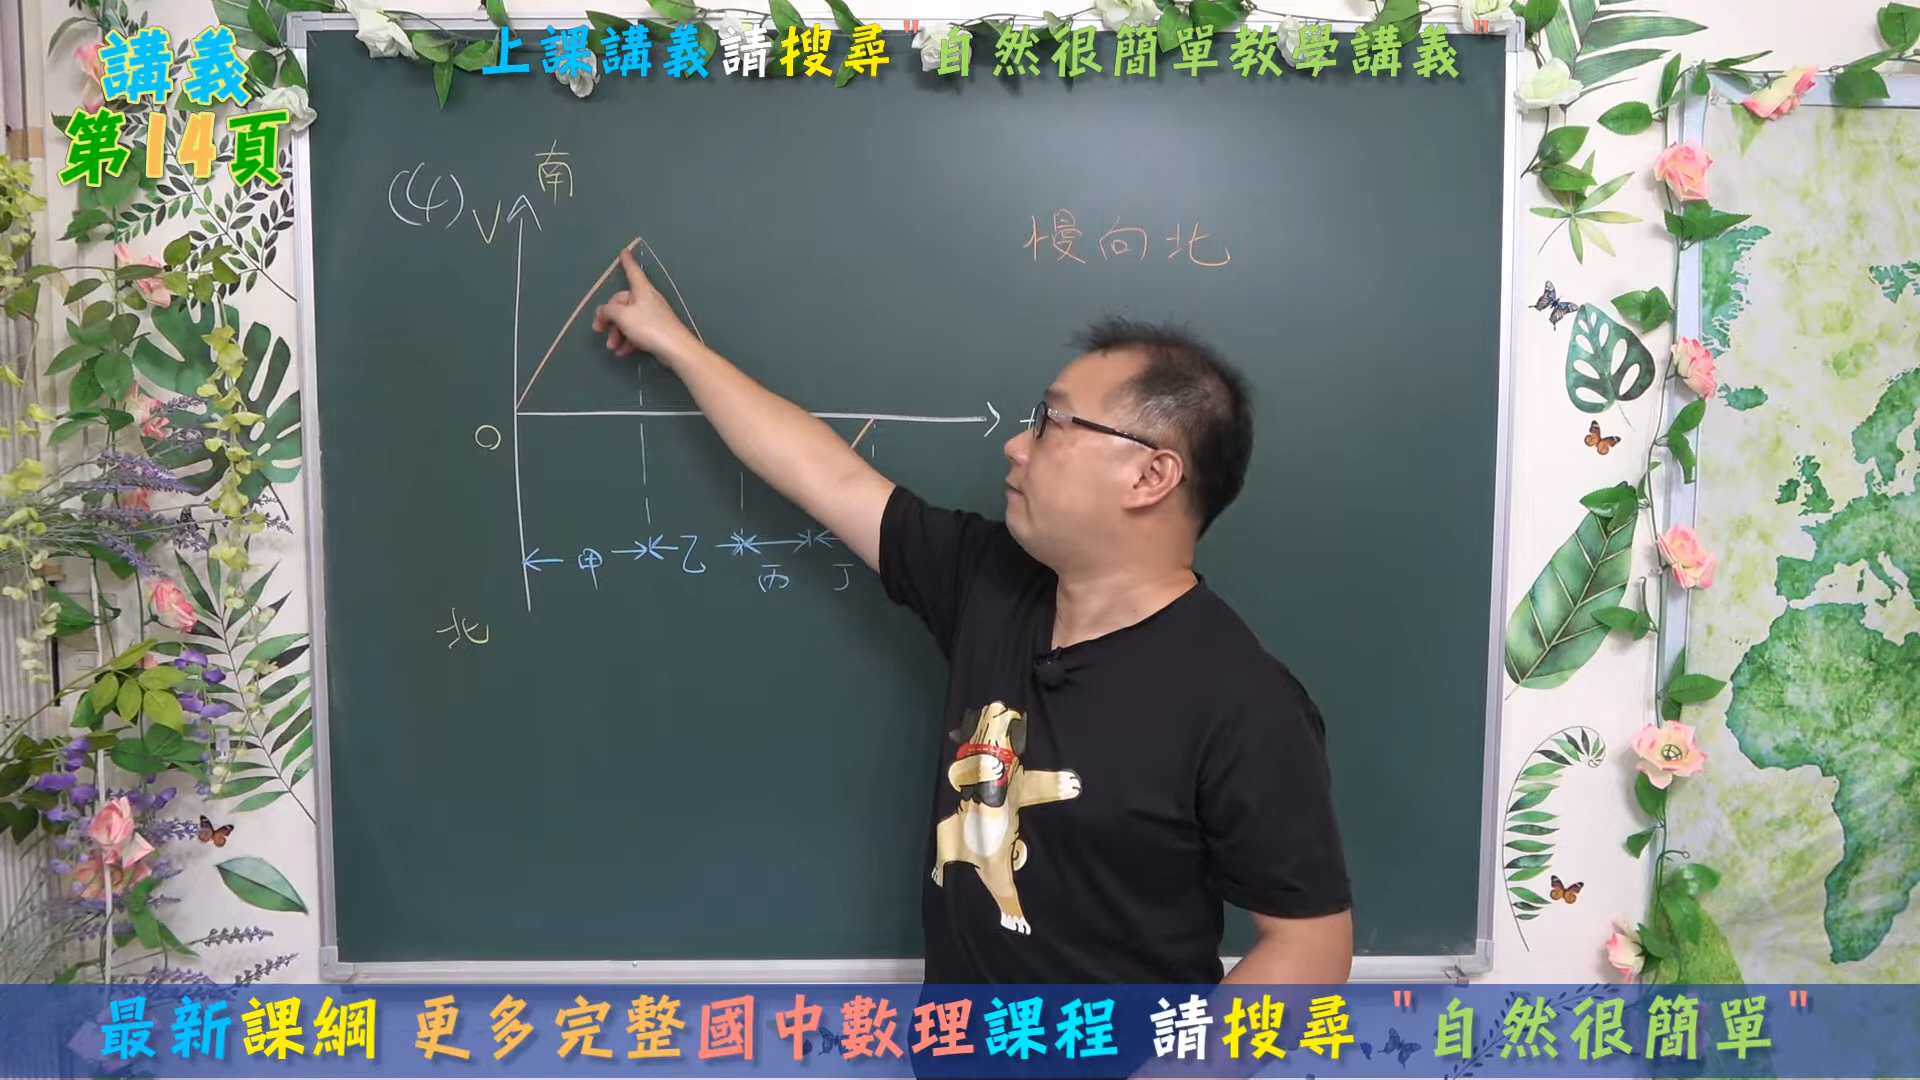 上課講義請搜尋"自然很簡單教學講義"
講義
第14頁
(4)
南
V
慢向北
0
甲 乙 丙 丁
北
最新課綱 更多完整國中數理課程 請搜尋"自然很簡單"